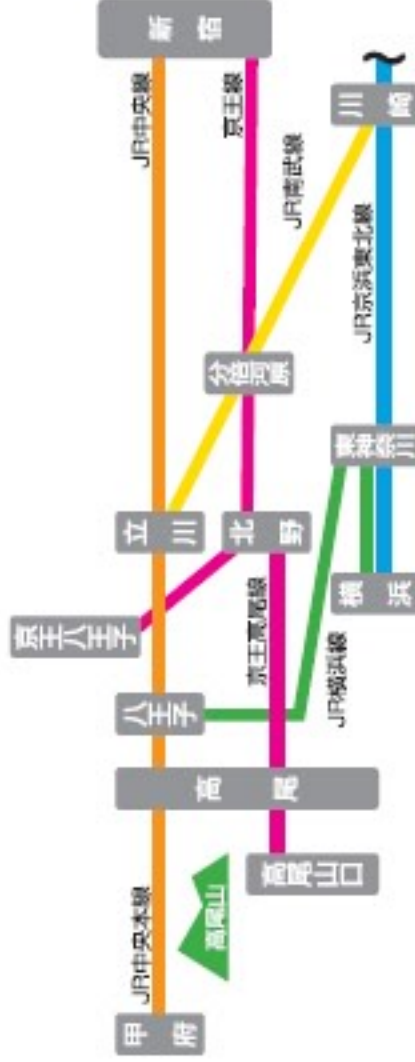 新宿
JR中央線
京王線
JR南武線
川崎
JR京浜東北線
分倍河原
東神奈川
立川
北野
横浜
京王八王子
京王高尾線
八王子
JR横浜線
高尾
高尾山口
高尾山
JR中央本線
甲府